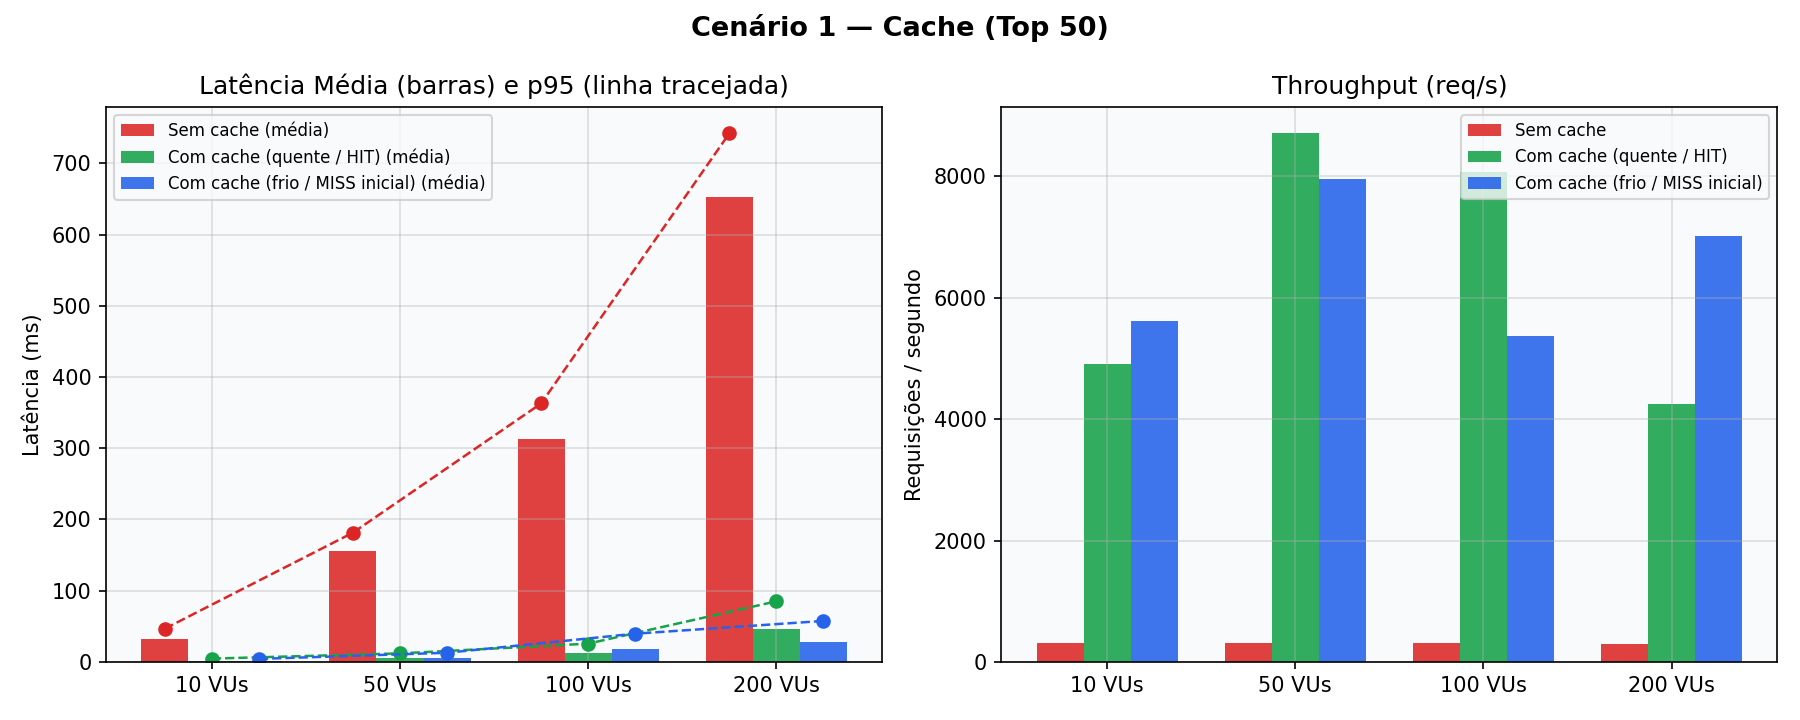 Cenário 1 — Cache (Top 50)
Latência Média (barras) e p95 (linha tracejada)
Sem cache (média)
Com cache (quente / HIT) (média)
Com cache (frio / MISS inicial) (média)
Latência (ms)
700
600
500
400
300
200
100
0
10 VUs
50 VUs
100 VUs
200 VUs
Throughput (req/s)
Sem cache
Com cache (quente / HIT)
Com cache (frio / MISS inicial)
Requisições / segundo
8000
6000
4000
2000
0
10 VUs
50 VUs
100 VUs
200 VUs